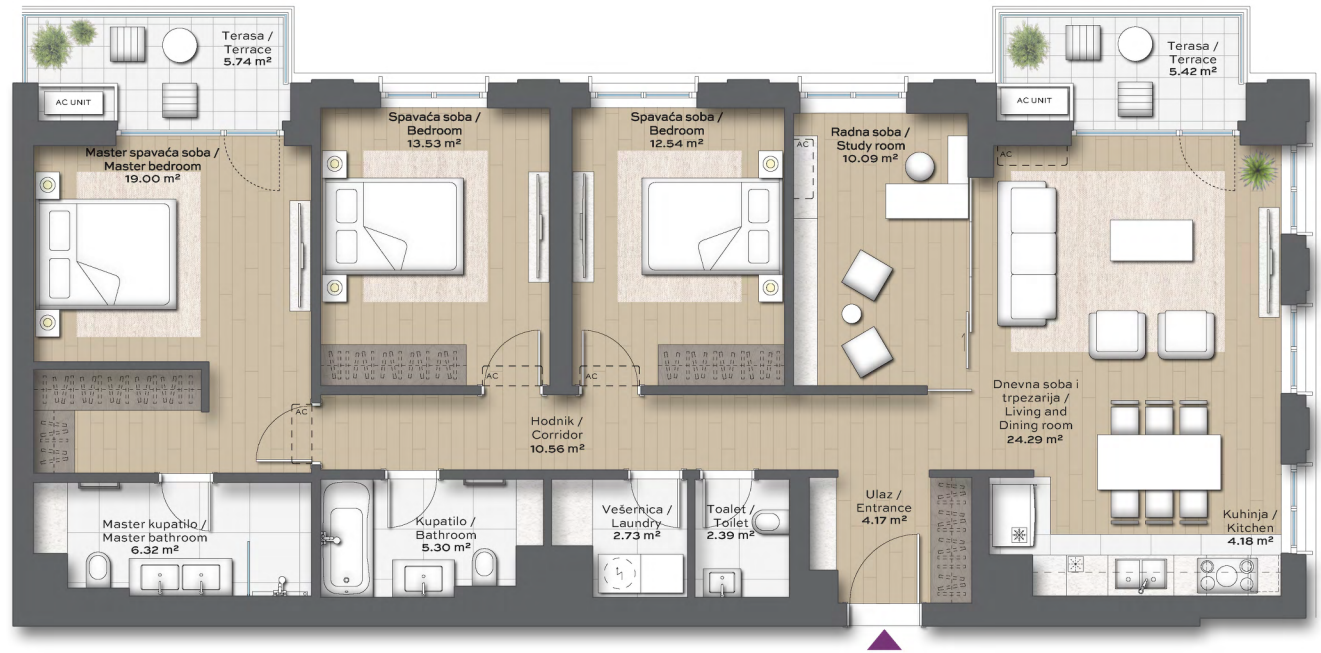 Terasa /
Terrace
5.74 m²
AC UNIT
Terasa /
Terrace
5.42 m²
AC UNIT
Master spavaća soba /
Master bedroom
19.00 m²
Spavaća soba /
Bedroom
13.53 m²
Spavaća soba /
Bedroom
12.54 m²
Radna soba /
Study room
10.09 m²
AC
AC
AC
AC
AC
Hodnik /
Corridor
10.56 m²
Dnevna soba i
trpezarija /
Living and
Dining room
24.29 m²
Master kupatilo /
Master bathroom
6.32 m²
Kupatilo /
Bathroom
5.30 m²
Vešernica /
Laundry
2.73 m²
Toalet /
Toilet
2.39 m²
Ulaz /
Entrance
4.17 m²
Kuhinja /
Kitchen
4.18 m²